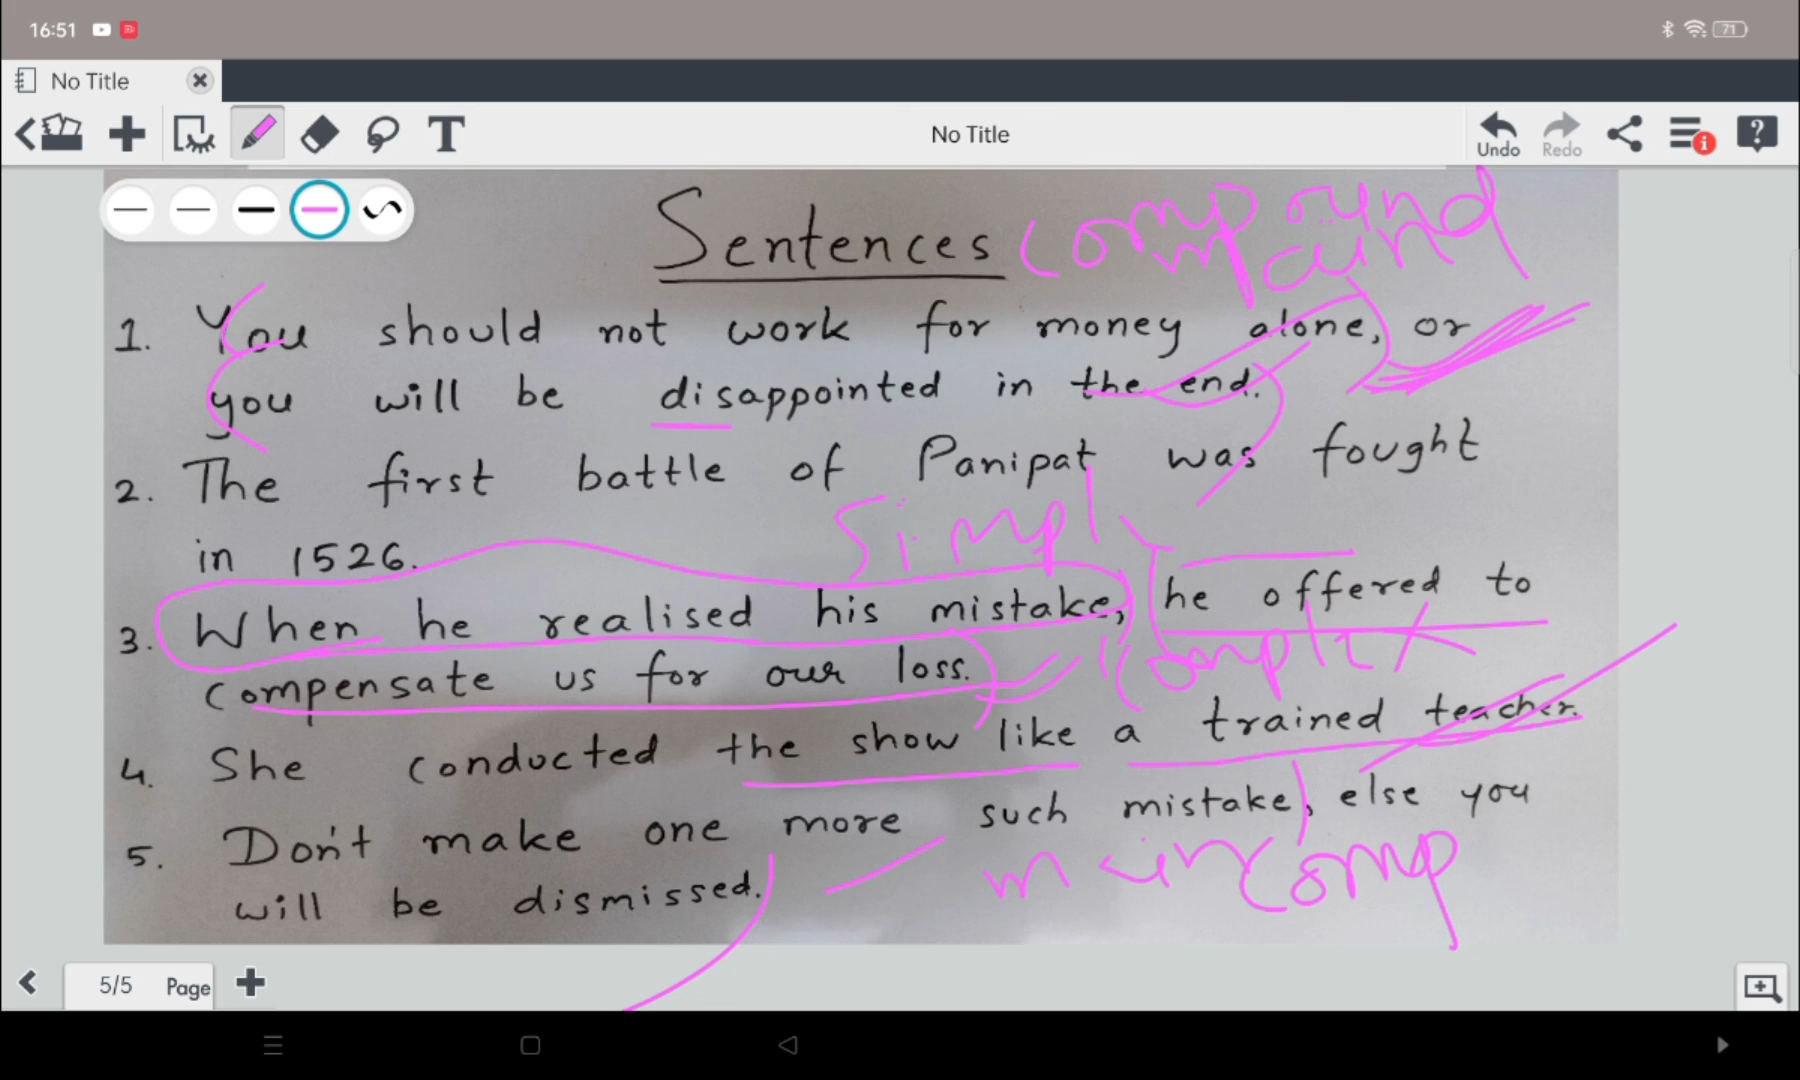 16:51
71
No Title
No Title
Undo
Redo
Sentences compound
1. You should not work for money alone, or
you will be disappointed in the end.
2. The first battle of Panipat was fought
in 1526.
Simpl
3. When he realised his mistake, he offered to
compensate us for our loss.
complex
4. She conducted the show like a trained teacher.
5. Don't make one more such mistake, else you
will be dismissed.
comp
5/5 Page